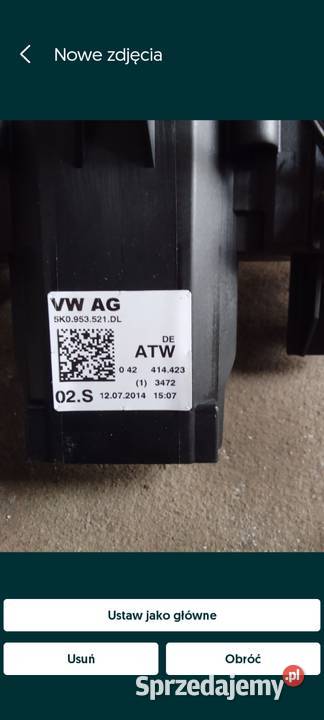 Nowe zdjęcia
VW AG
5K0.953.521.DL
DE
ATW
0 42 414.423
(1) 3472
02.S 12.07.2014 15:07
Ustaw jako główne
Usuń Obróć
Sprzedajemy.pl